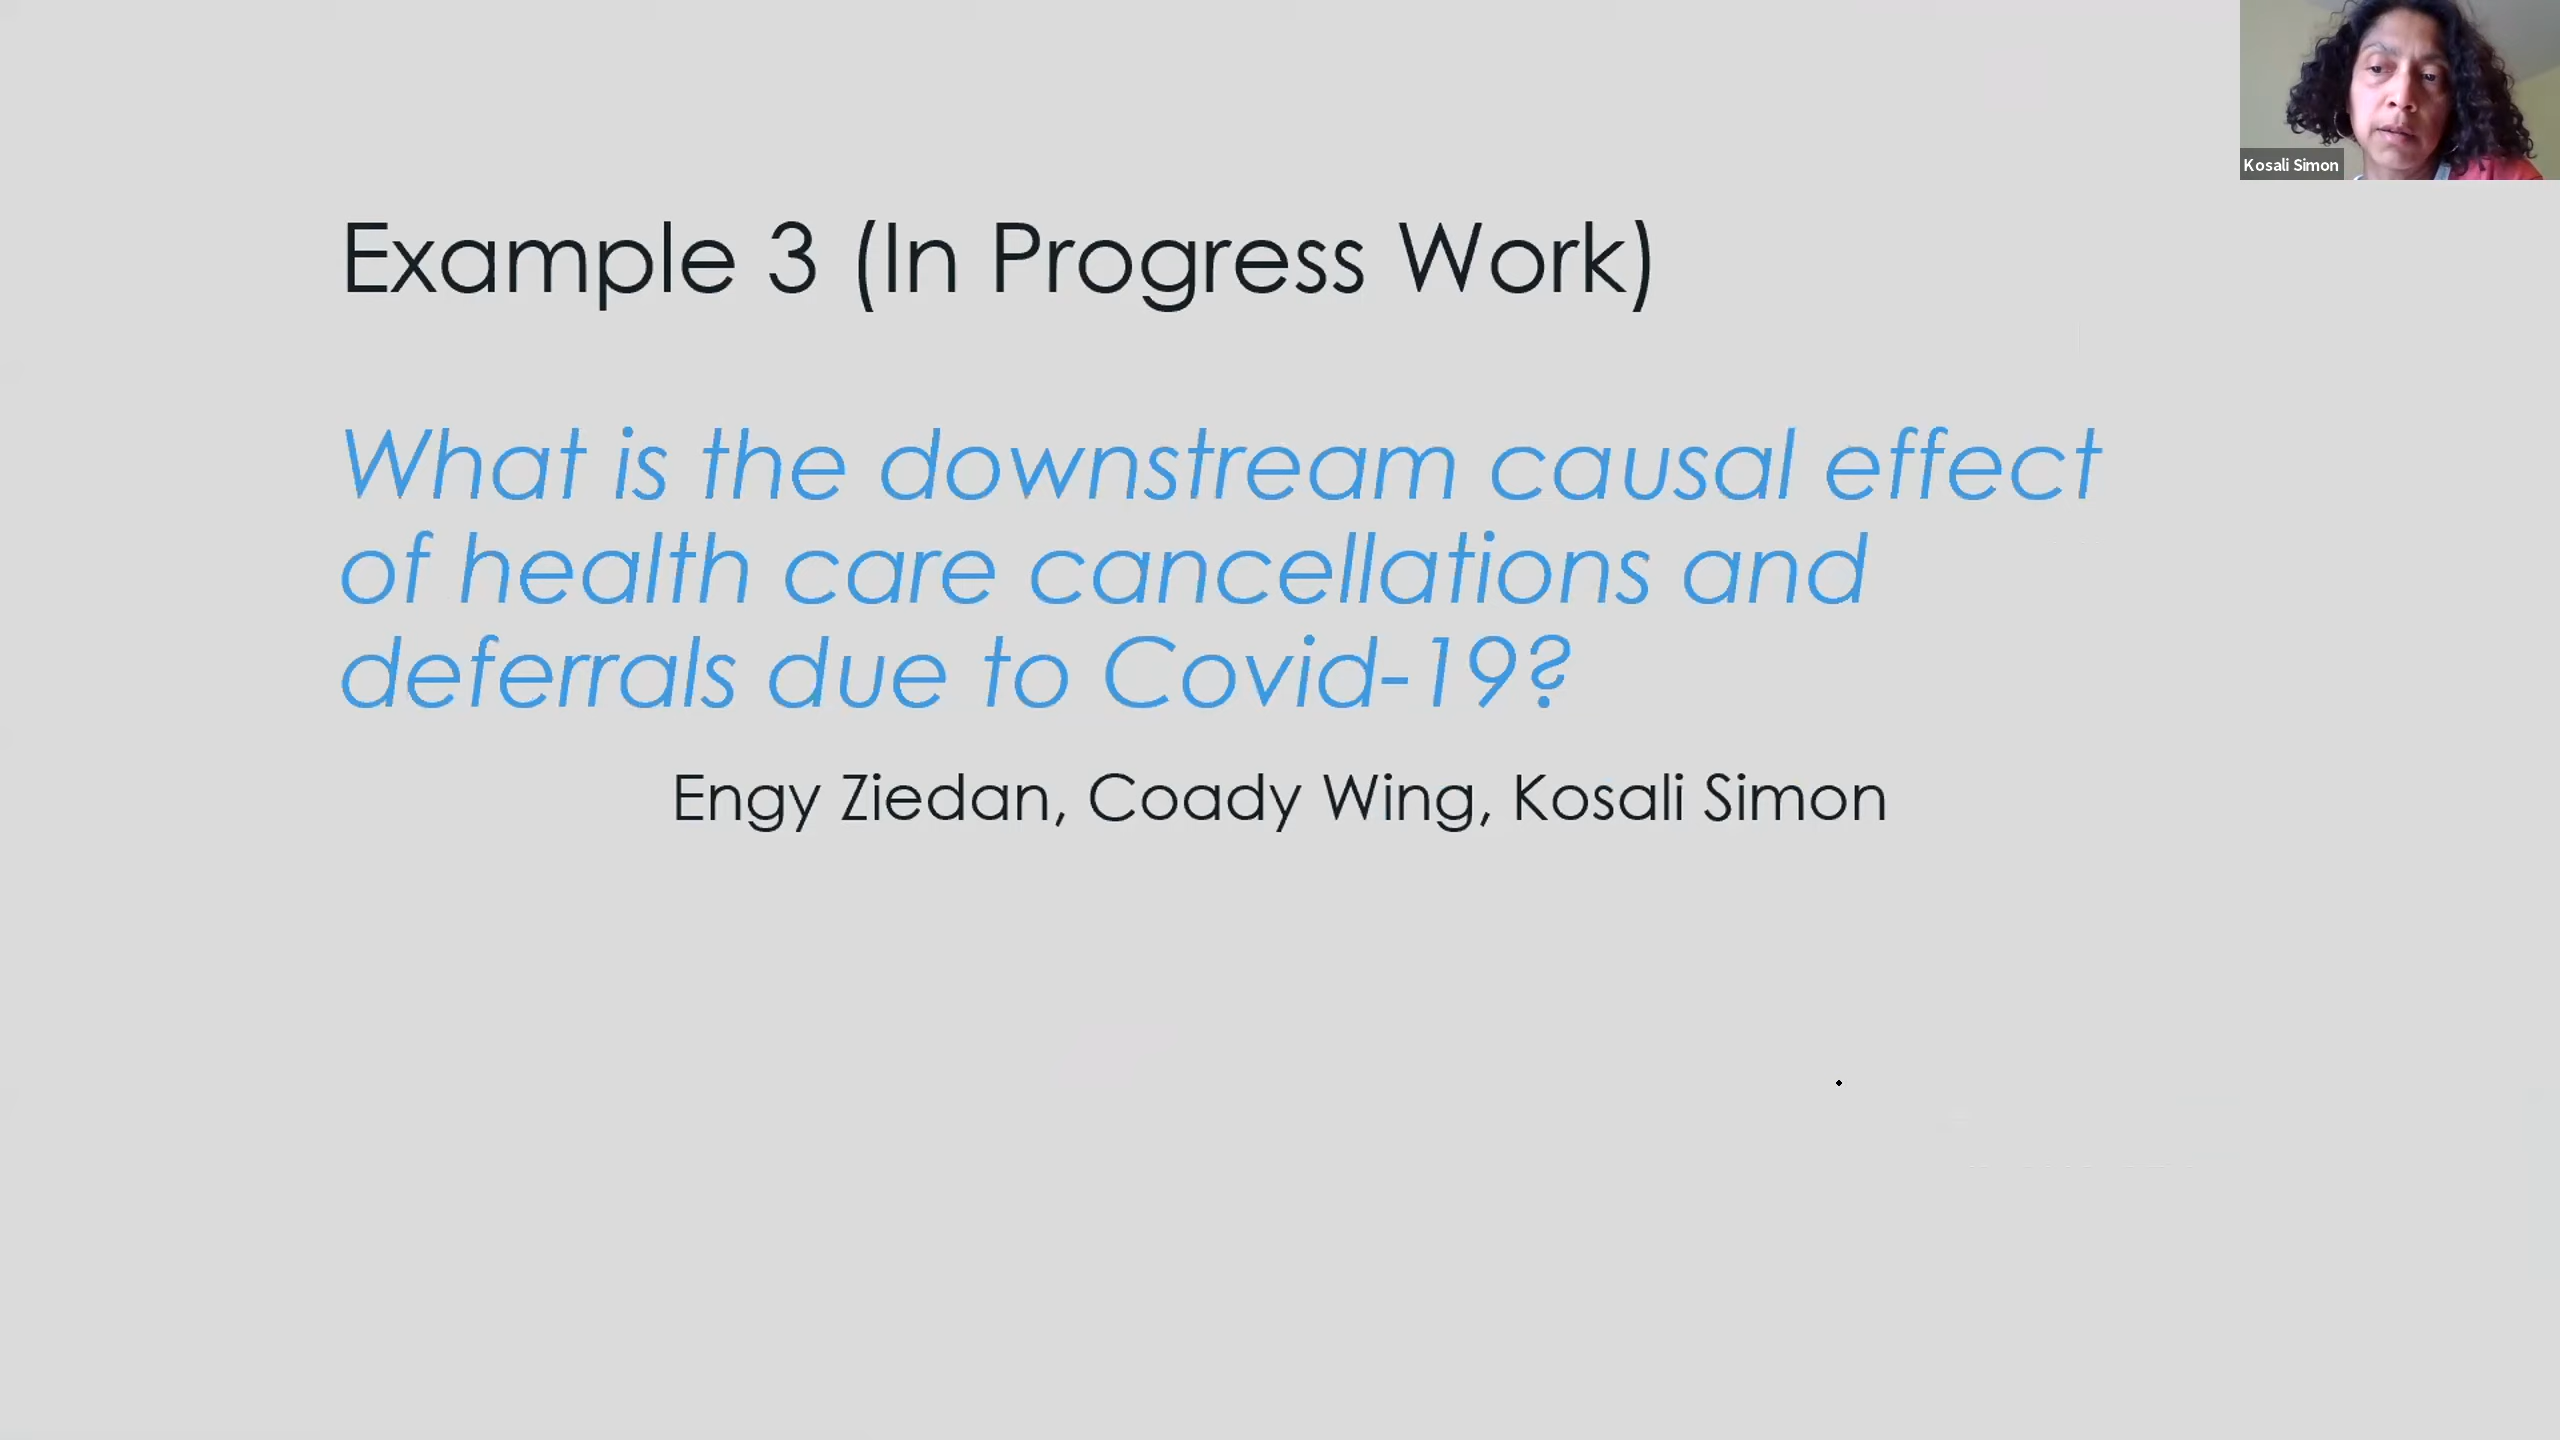 Kosali Simon
Example 3 (In Progress Work)
What is the downstream causal effect
of health care cancellations and
deferrals due to Covid-19?
Engy Ziedan, Coady Wing, Kosali Simon